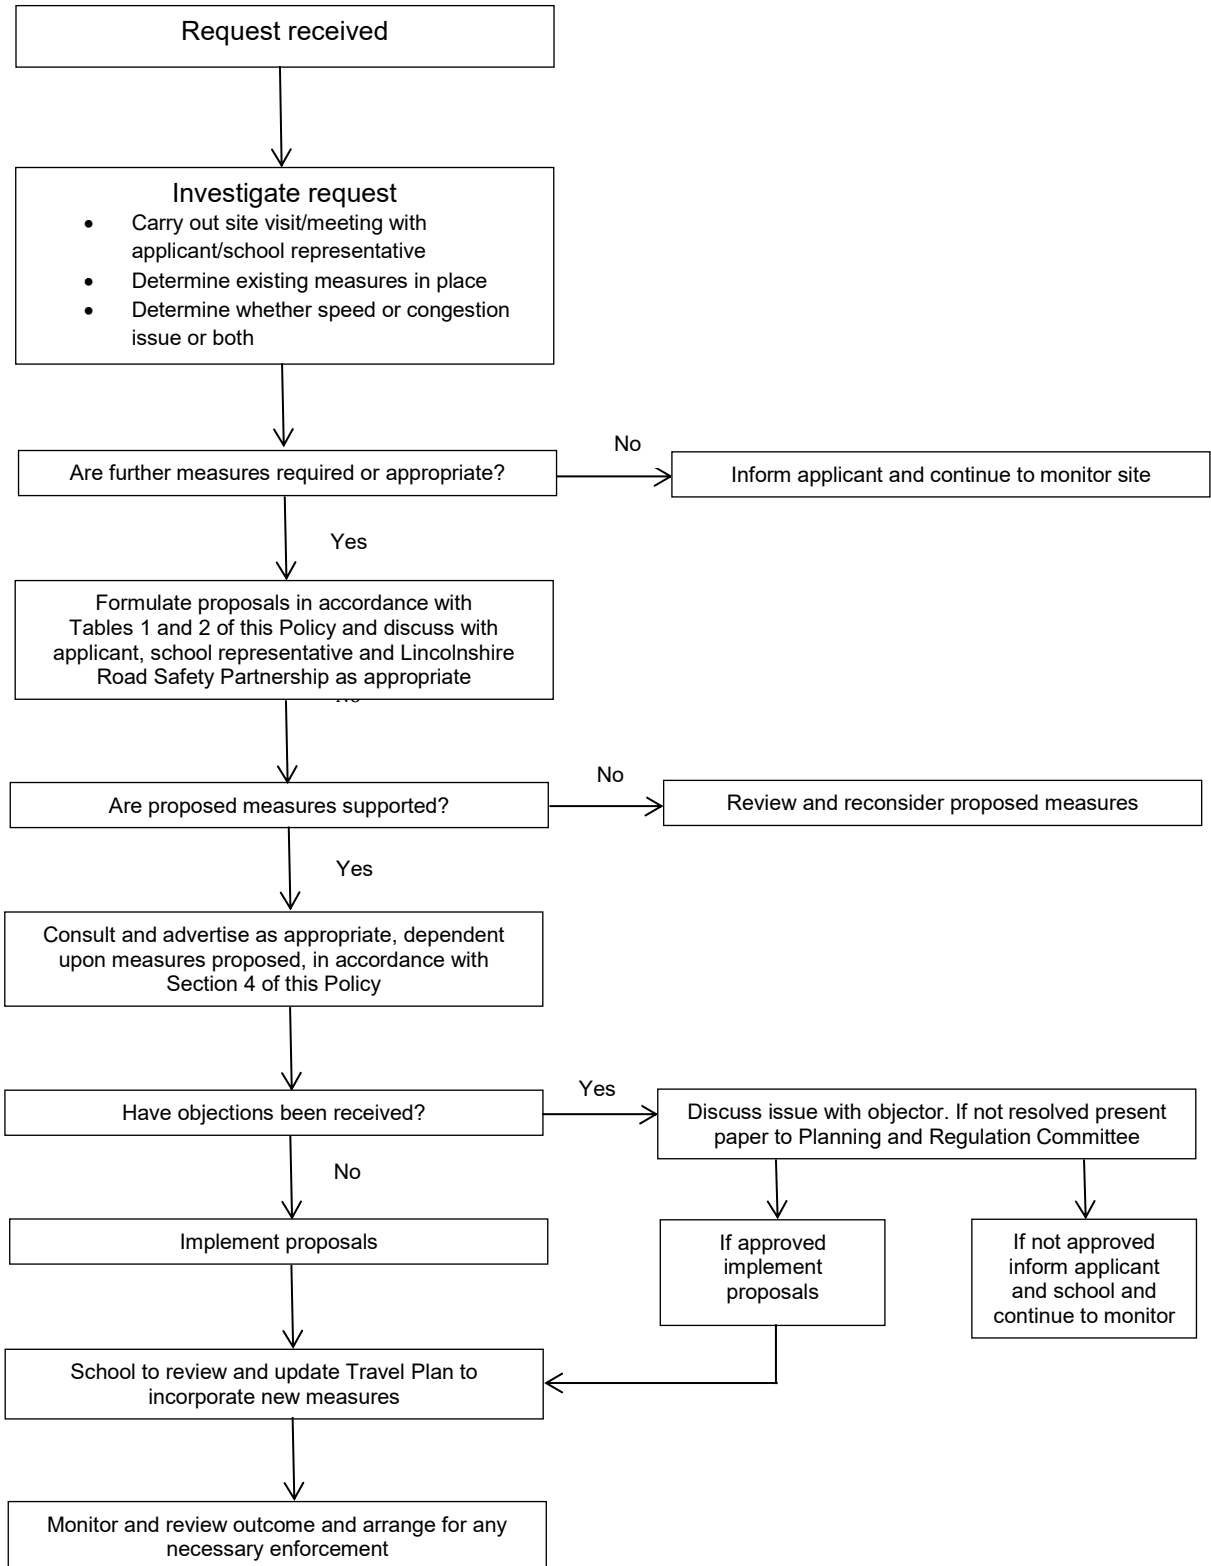 Request received
Investigate request
• Carry out site visit/meeting with
applicant/school representative
• Determine existing measures in place
• Determine whether speed or congestion
issue or both
No
Are further measures required or appropriate?
Inform applicant and continue to monitor site
Yes
Formulate proposals in accordance with
Tables 1 and 2 of this Policy and discuss with
applicant, school representative and Lincolnshire
Road Safety Partnership as appropriate
No
Are proposed measures supported?
Review and reconsider proposed measures
Yes
Consult and advertise as appropriate, dependent
upon measures proposed, in accordance with
Section 4 of this Policy
Yes
Have objections been received?
Discuss issue with objector. If not resolved present
paper to Planning and Regulation Committee
No
Implement proposals
If approved
implement
proposals
If not approved
inform applicant
and school and
continue to monitor
School to review and update Travel Plan to
incorporate new measures
Monitor and review outcome and arrange for any
necessary enforcement